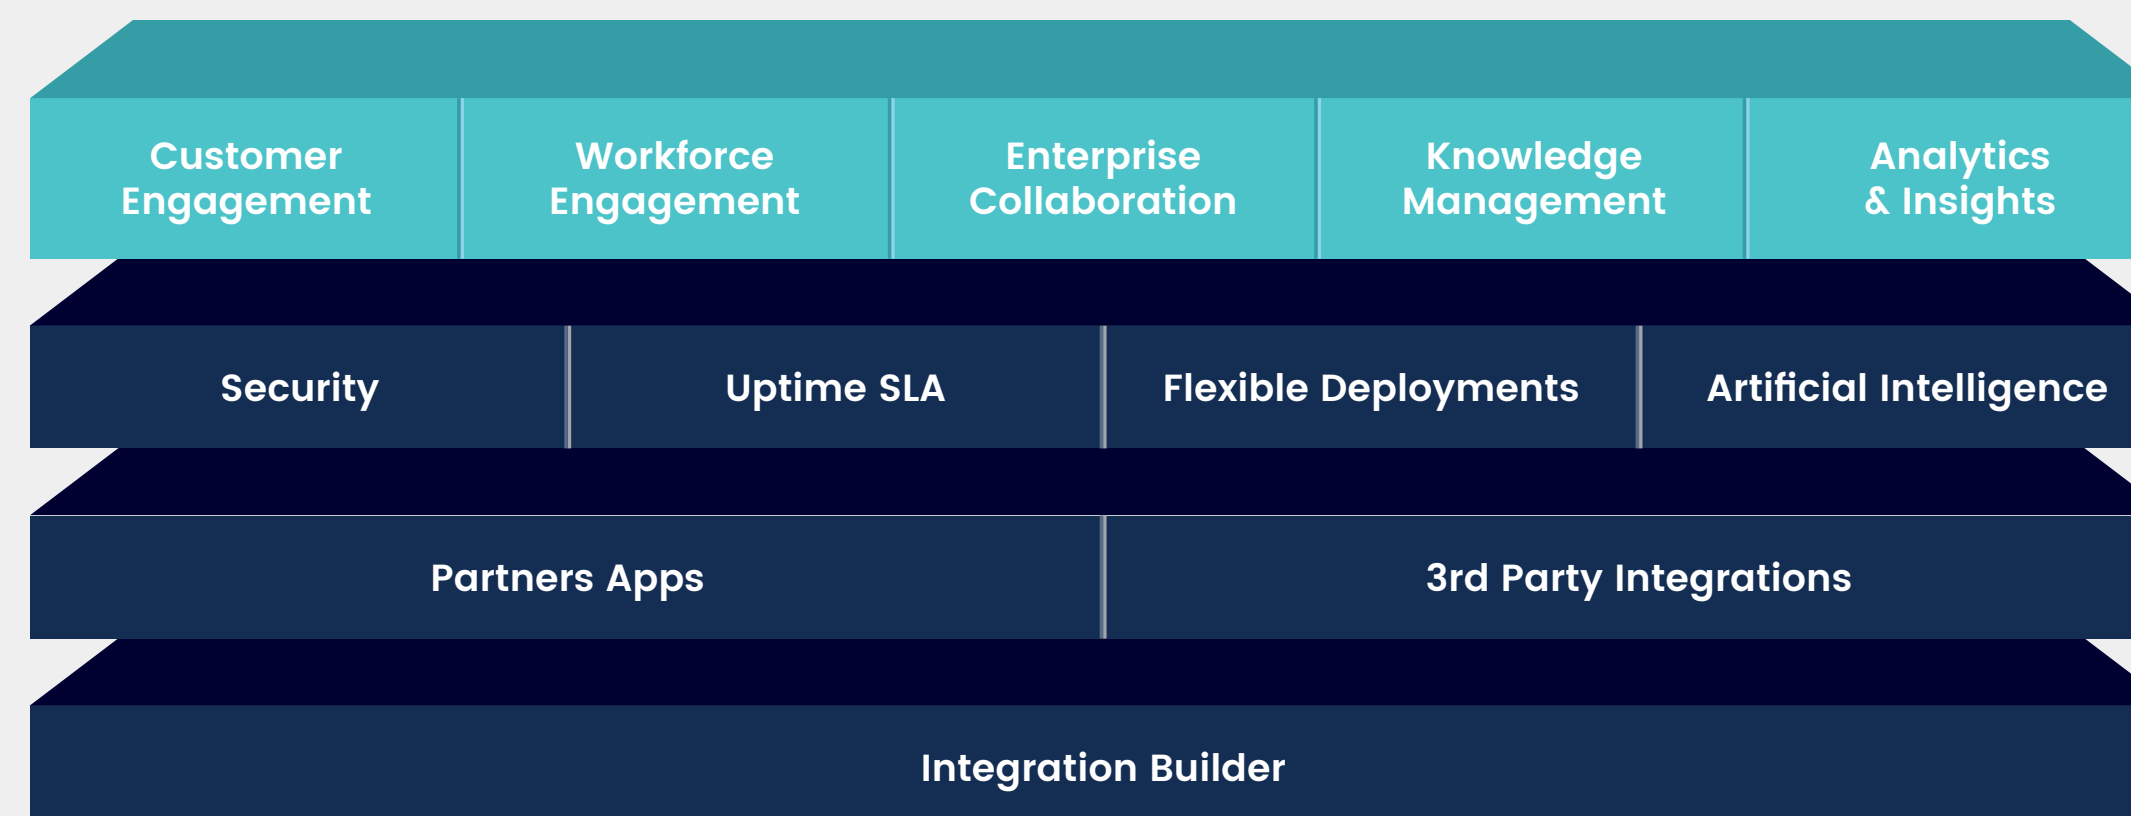 Customer
Engagement
Workforce
Engagement
Enterprise
Collaboration
Knowledge
Management
Analytics
& Insights
Security
Uptime SLA
Flexible Deployments
Artificial Intelligence
Partners Apps
3rd Party Integrations
Integration Builder